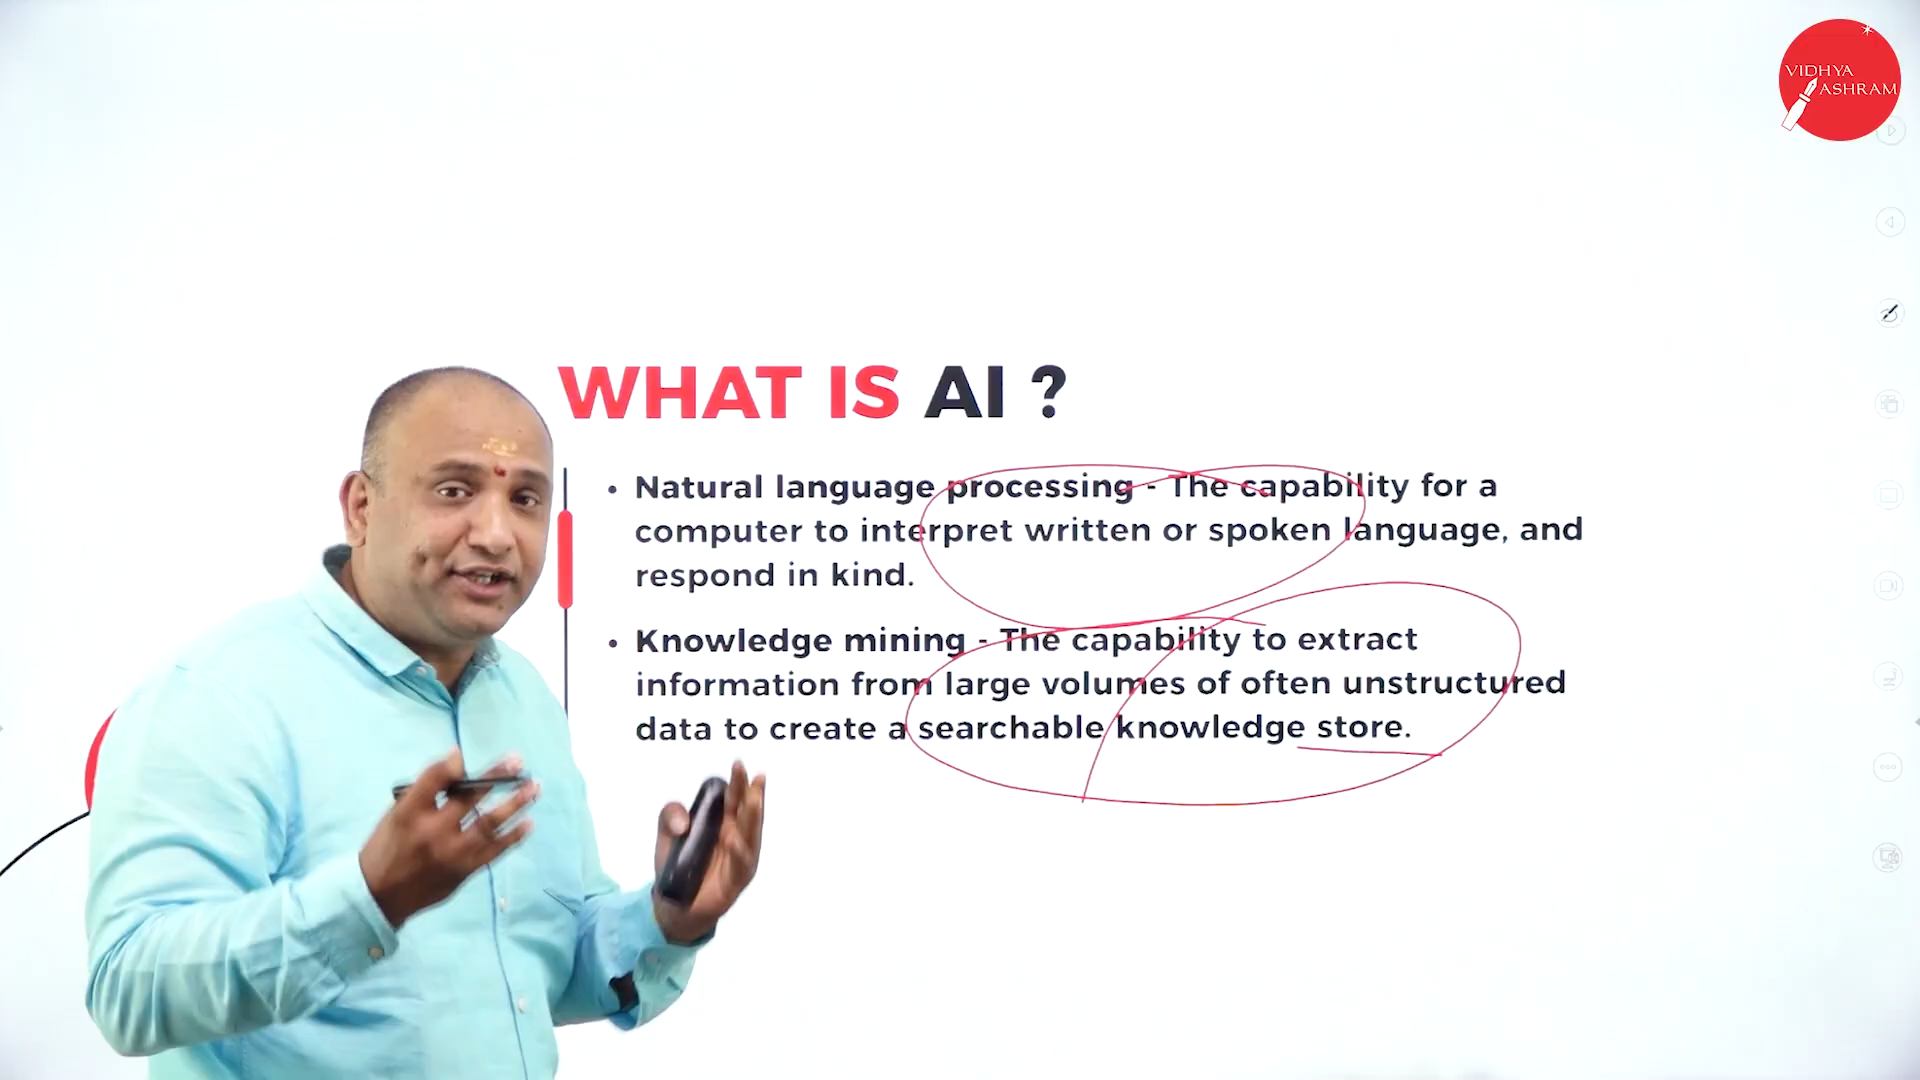 VIDHYA
ASHRAM
WHAT IS AI ?
• Natural language processing - The capability for a
computer to interpret written or spoken language, and
respond in kind.
• Knowledge mining - The capability to extract
information from large volumes of often unstructured
data to create a searchable knowledge store.